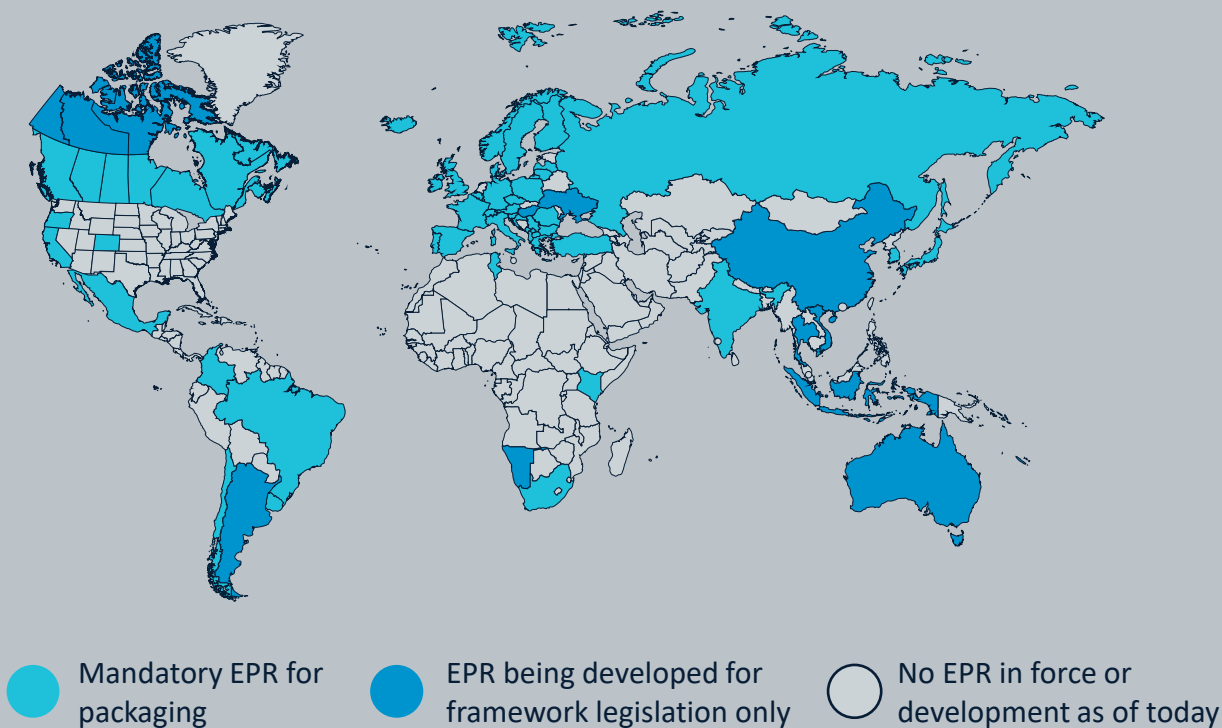 Mandatory EPR for
packaging
EPR being developed for
framework legislation only
No EPR in force or
development as of today